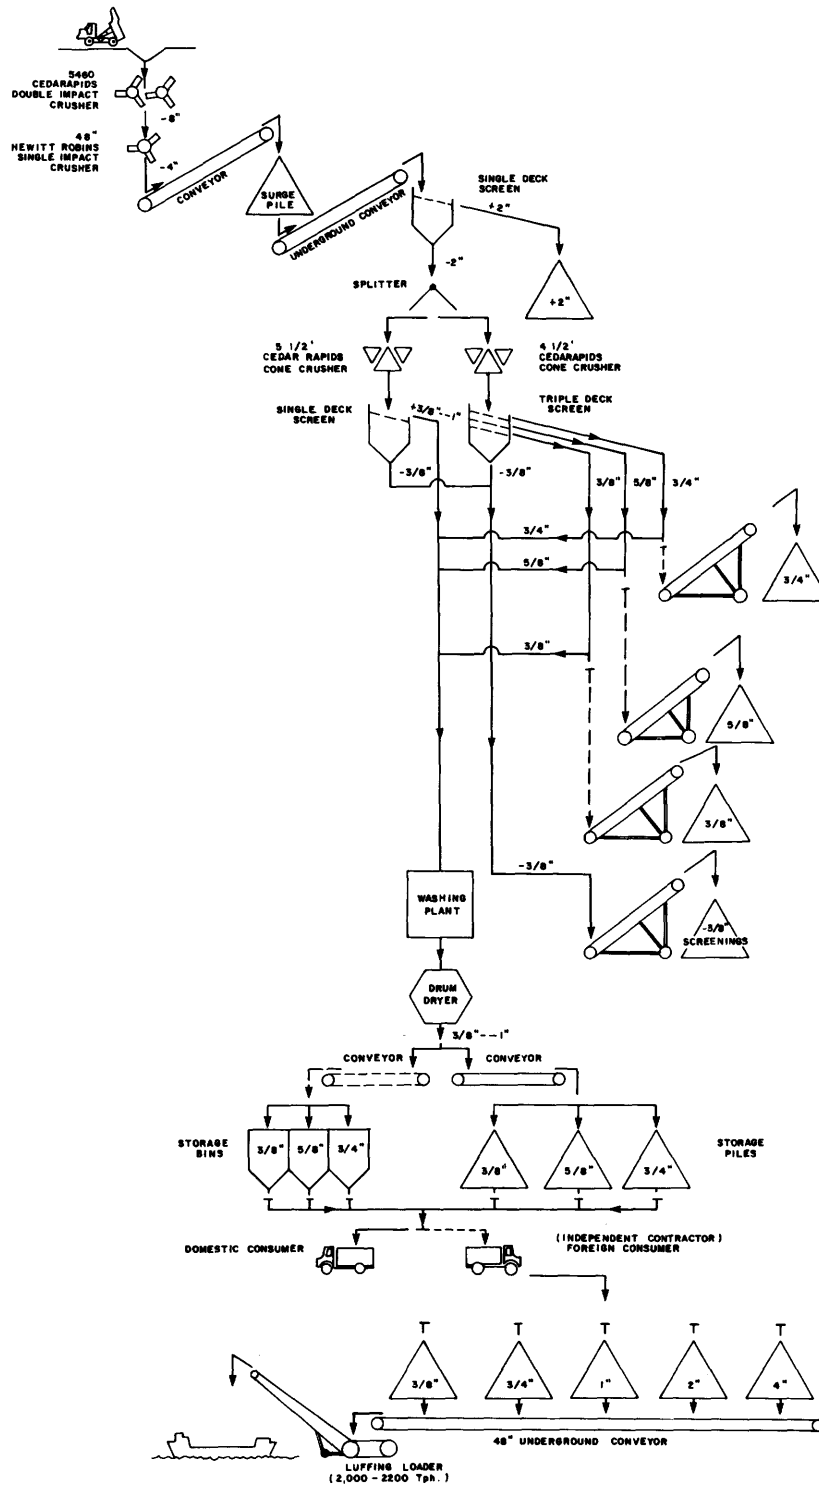 5460
CEDARAPIDS
DOUBLE IMPACT
CRUSHER
-8"
48"
HEWITT ROBINS
SINGLE IMPACT
CRUSHER
-4"
CONVEYOR
SURGE
PILE
UNDERGROUND CONVEYOR
SINGLE DECK
SCREEN
+2"
-2"
+2"
SPLITTER
5 1/2'
CEDAR RAPIDS
CONE CRUSHER
4 1/2'
CEDARAPIDS
CONE CRUSHER
SINGLE DECK
SCREEN
+3/8"--1"
TRIPLE DECK
SCREEN
-3/8"
-3/8"
3/8"
5/8"
3/4"
3/4"
5/8"
3/4"
3/8"
5/8"
3/8"
-3/8"
WASHING
PLANT
-3/8"
SCREENINGS
DRUM
DRYER
3/8"--1"
CONVEYOR
CONVEYOR
STORAGE
BINS
3/8"
5/8"
3/4"
3/8"
5/8"
3/4"
STORAGE
PILES
DOMESTIC CONSUMER
(INDEPENDENT CONTRACTOR)
FOREIGN CONSUMER
3/8"
3/4"
1"
2"
4"
48" UNDERGROUND CONVEYOR
LUFFING LOADER
(2,000-2200 Tph.)